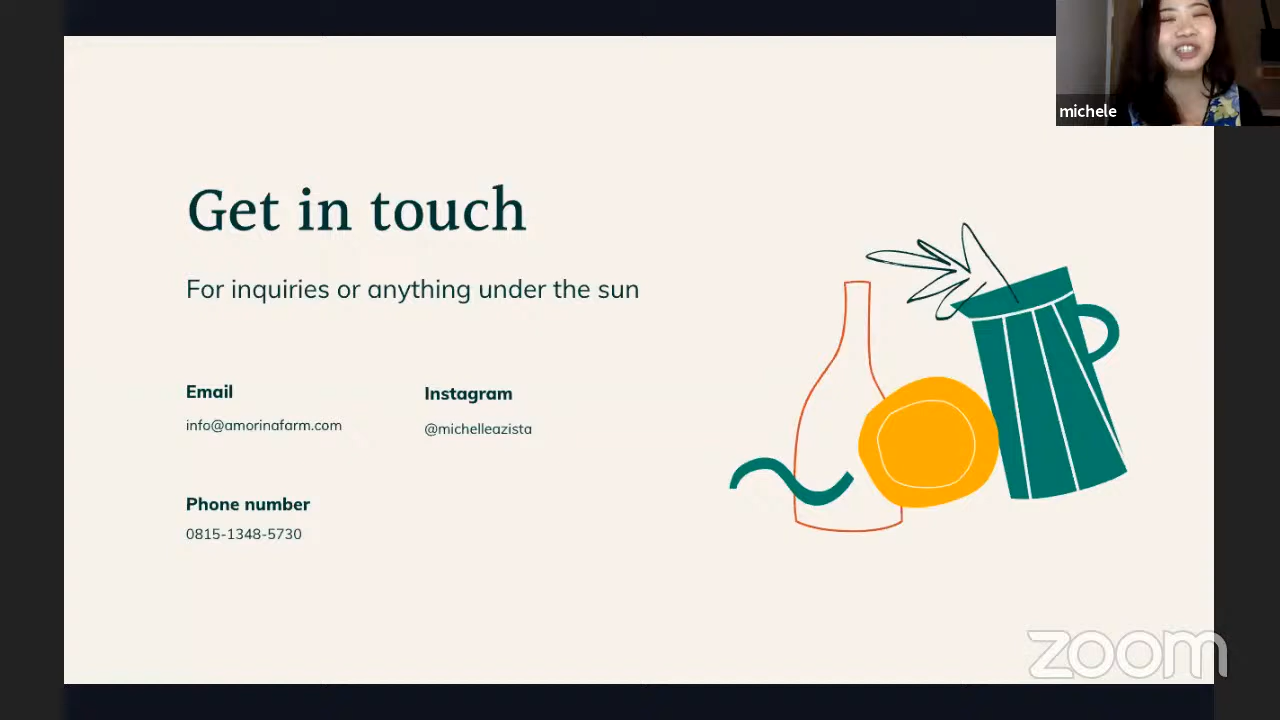 michele
Get in touch
For inquiries or anything under the sun
Email
info@amorinafarm.com
Instagram
@michelleazista
Phone number
0815-1348-5730
zoom